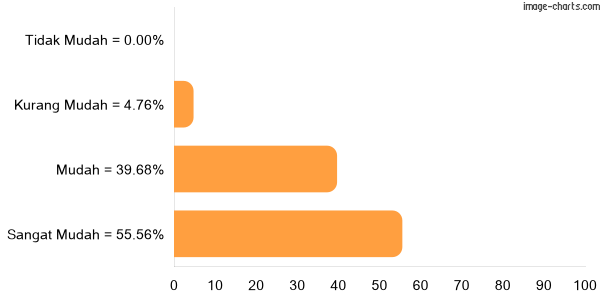 image-charts.com
Tidak Mudah = 0.00%
Kurang Mudah = 4.76%
Mudah = 39.68%
Sangat Mudah = 55.56%
0 10 20 30 40 50 60 70 80 90 100